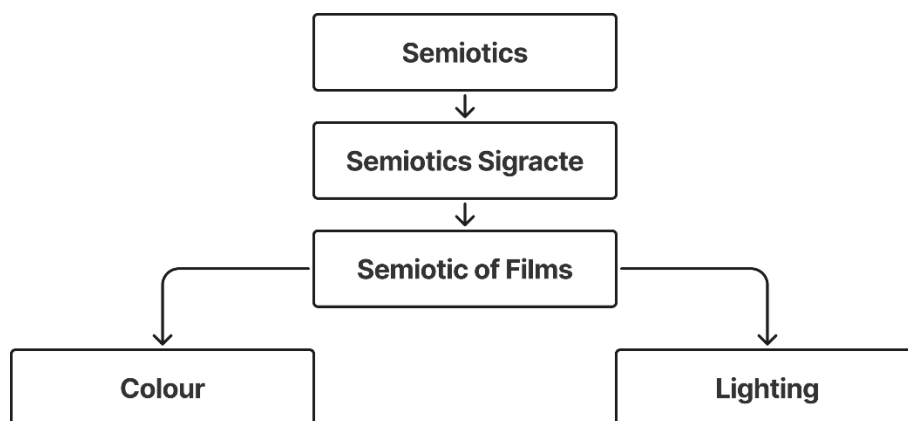 Semiotics
Semiotics Sigracte
Semiotic of Films
Colour
Lighting